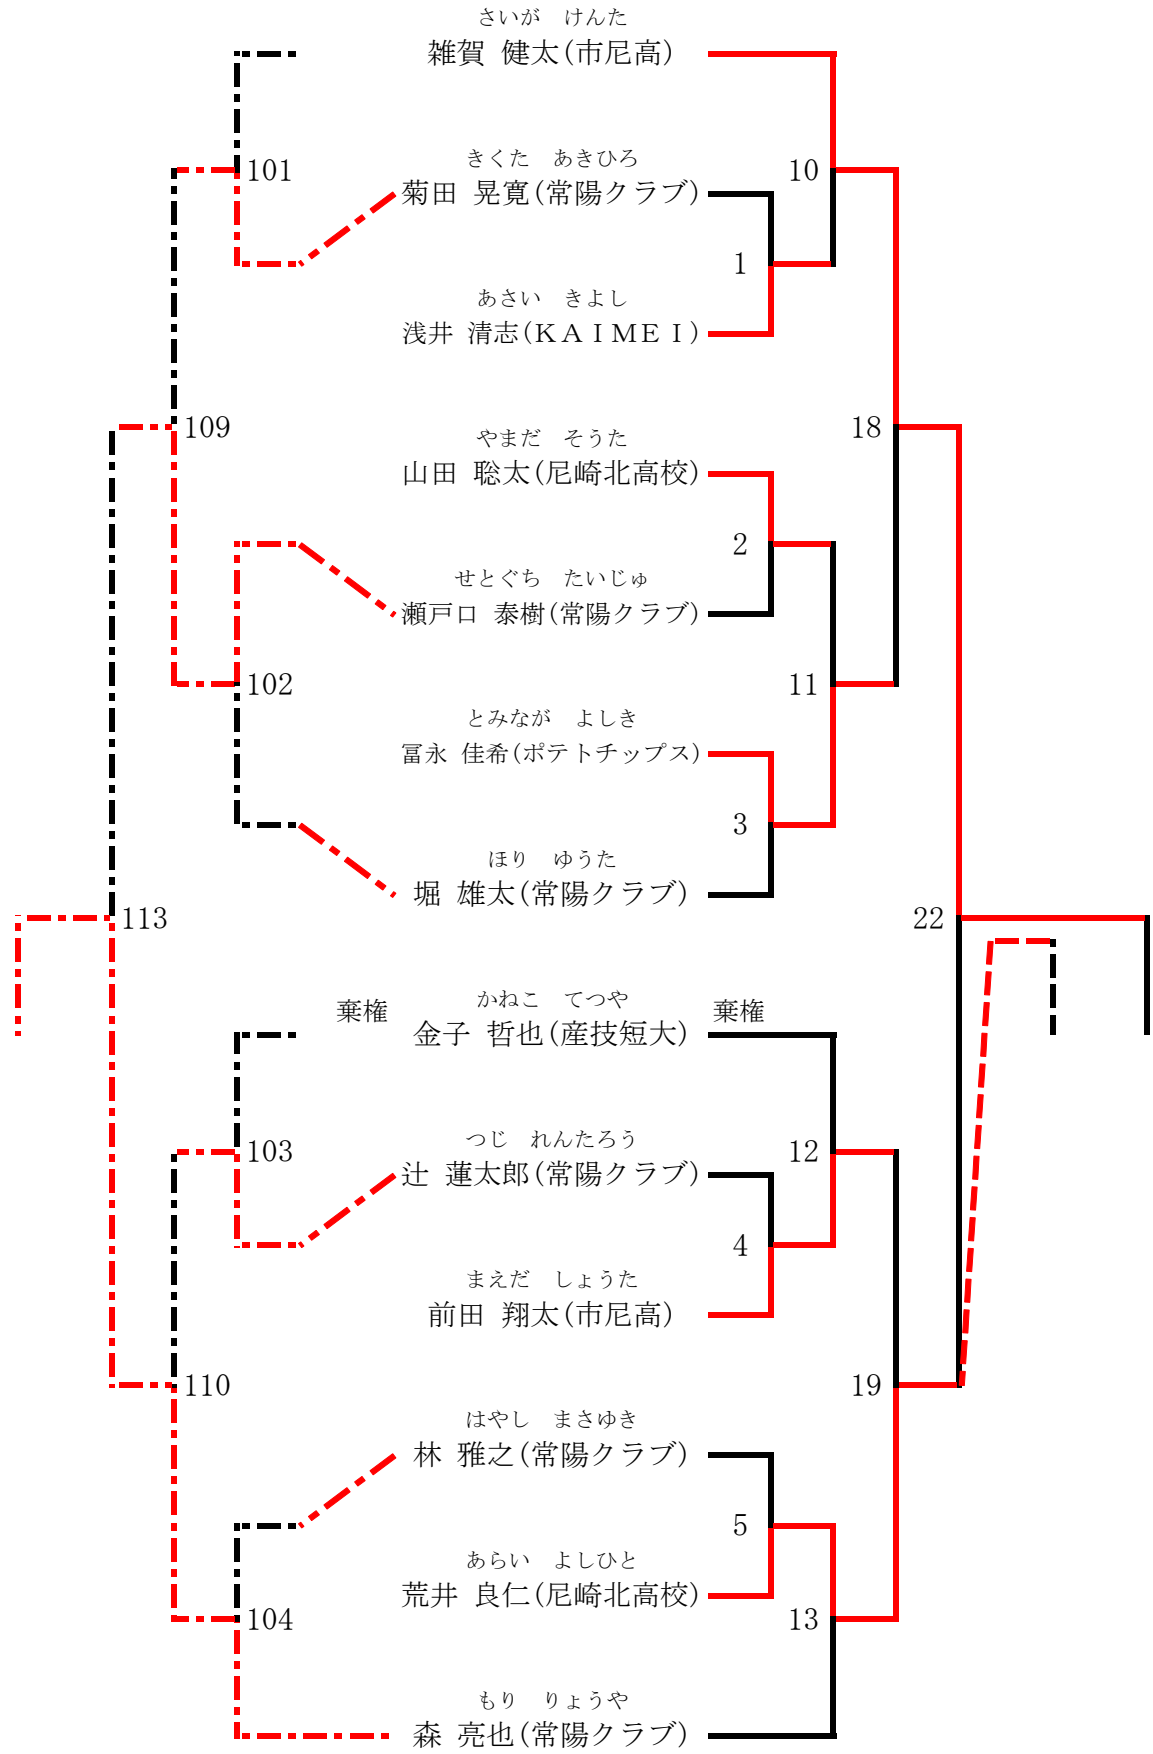 さいが　けんた
雑賀 健太(市尼高)
101
きくた　あきひろ
10
菊田 晃寛(常陽クラブ)
1
あさい　きよし
浅井 清志(ＫＡＩＭＥＩ)
109
やまだ　そうた
18
山田 聡太(尼崎北高校)
2
せとぐち　たいじゅ
瀬戸口 泰樹(常陽クラブ)
102
11
とみなが　よしき
冨永 佳希(ポテトチップス)
3
ほり　ゆうた
堀 雄太(常陽クラブ)
113
22
棄権
かねこ　てつや
棄権
金子 哲也(産技短大)
103
つじ　れんたろう
12
辻 蓮太郎(常陽クラブ)
4
まえだ　しょうた
前田 翔太(市尼高)
110
19
はやし　まさゆき
林 雅之(常陽クラブ)
5
あらい　よしひと
荒井 良仁(尼崎北高校)
104
13
もり　りょうや
森 亮也(常陽クラブ)